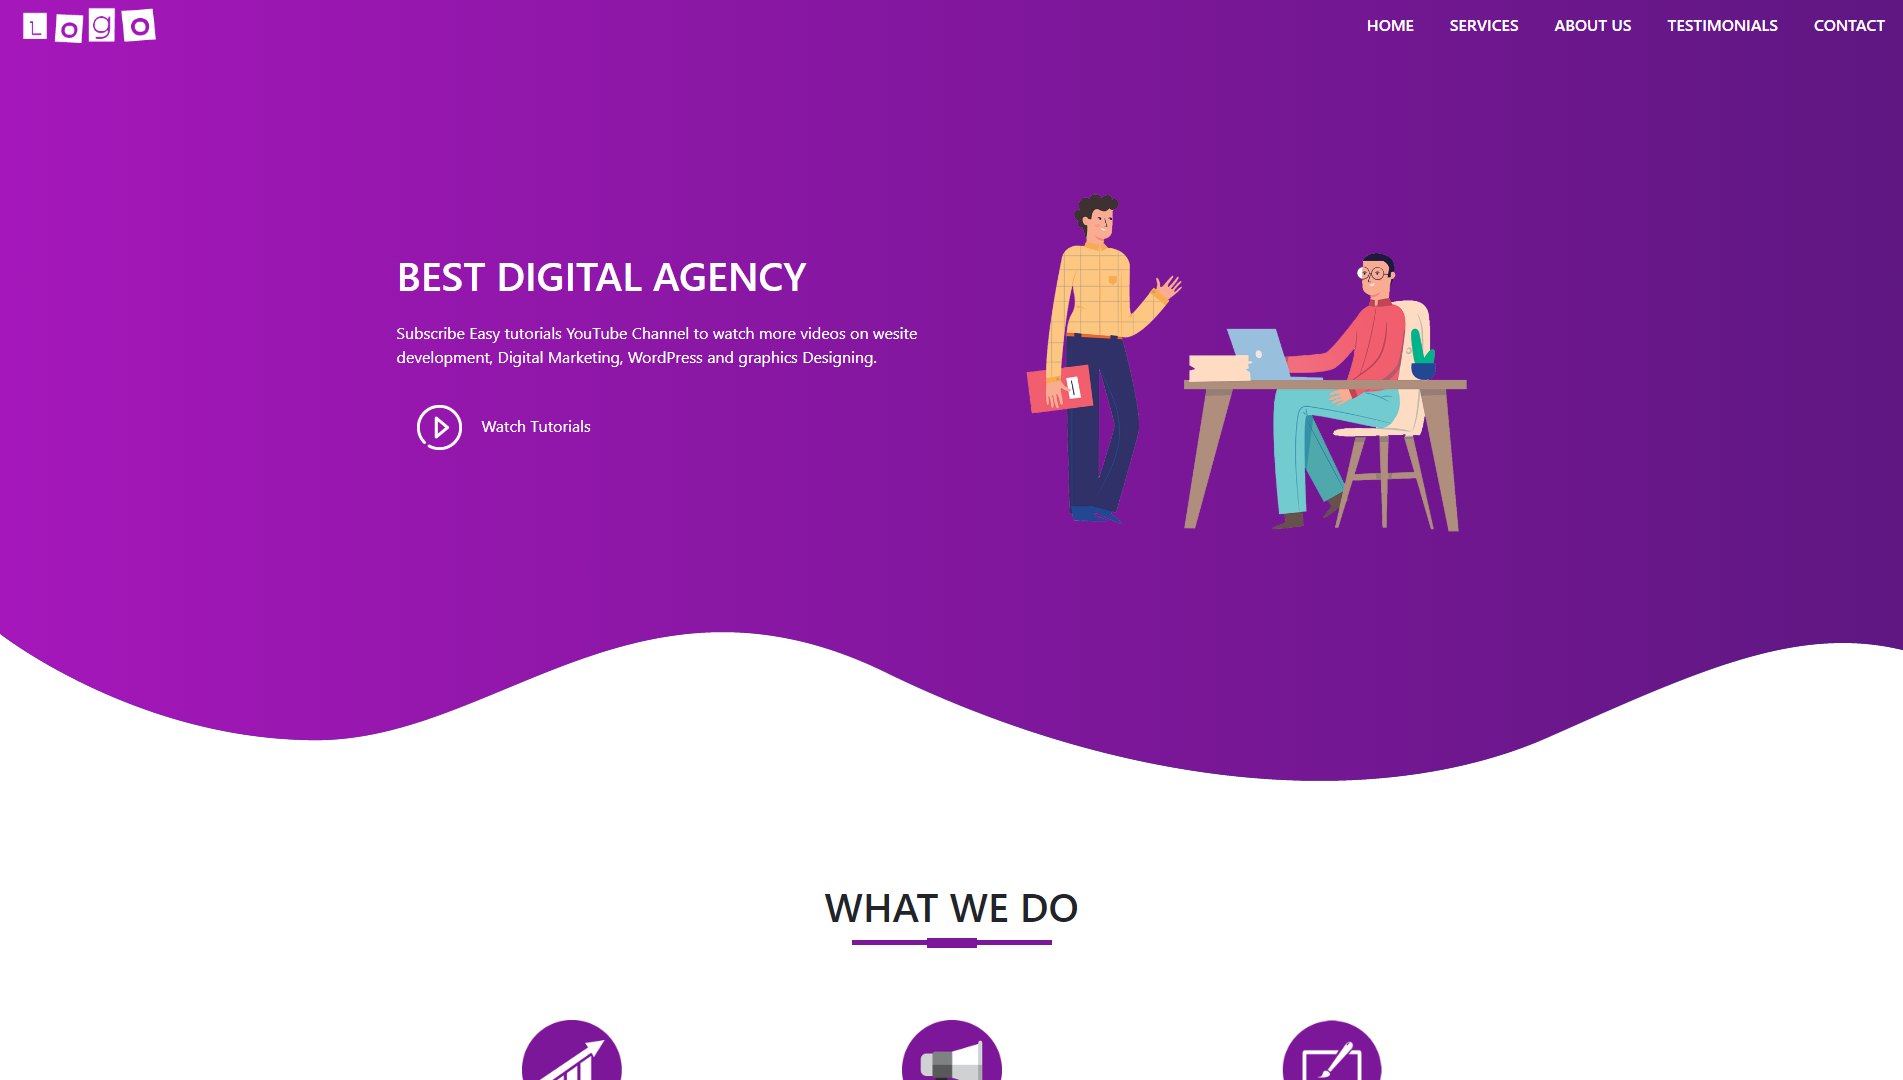 Logo
HOME SERVICES ABOUT US TESTIMONIALS CONTACT
BEST DIGITAL AGENCY
Subscribe Easy tutorials YouTube Channel to watch more videos on wesite
development, Digital Marketing, WordPress and graphics Designing.
Watch Tutorials
WHAT WE DO